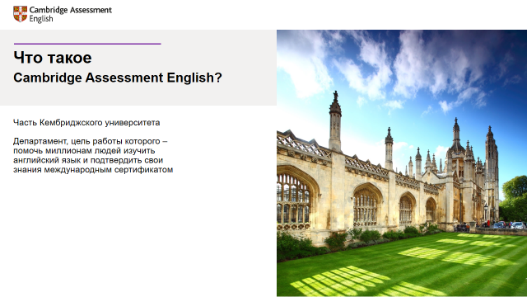 Cambridge Assessment
English
Что такое
Cambridge Assessment English?
Часть Кембриджского университета
Департамент, цель работы которого –
помочь миллионам людей изучить
английский язык и подтвердить свои
знания международным сертификатом